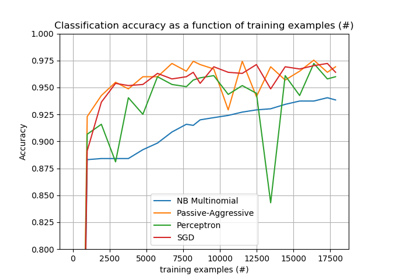 Classification accuracy as a function of training examples (#)
1.000
0.975
0.950
0.925
0.900
0.875
0.850
0.825
0.800
Accuracy
NB Multinomial
Passive-Aggressive
Perceptron
SGD
0 2500 5000 7500 10000 12500 15000 17500
training examples (#)